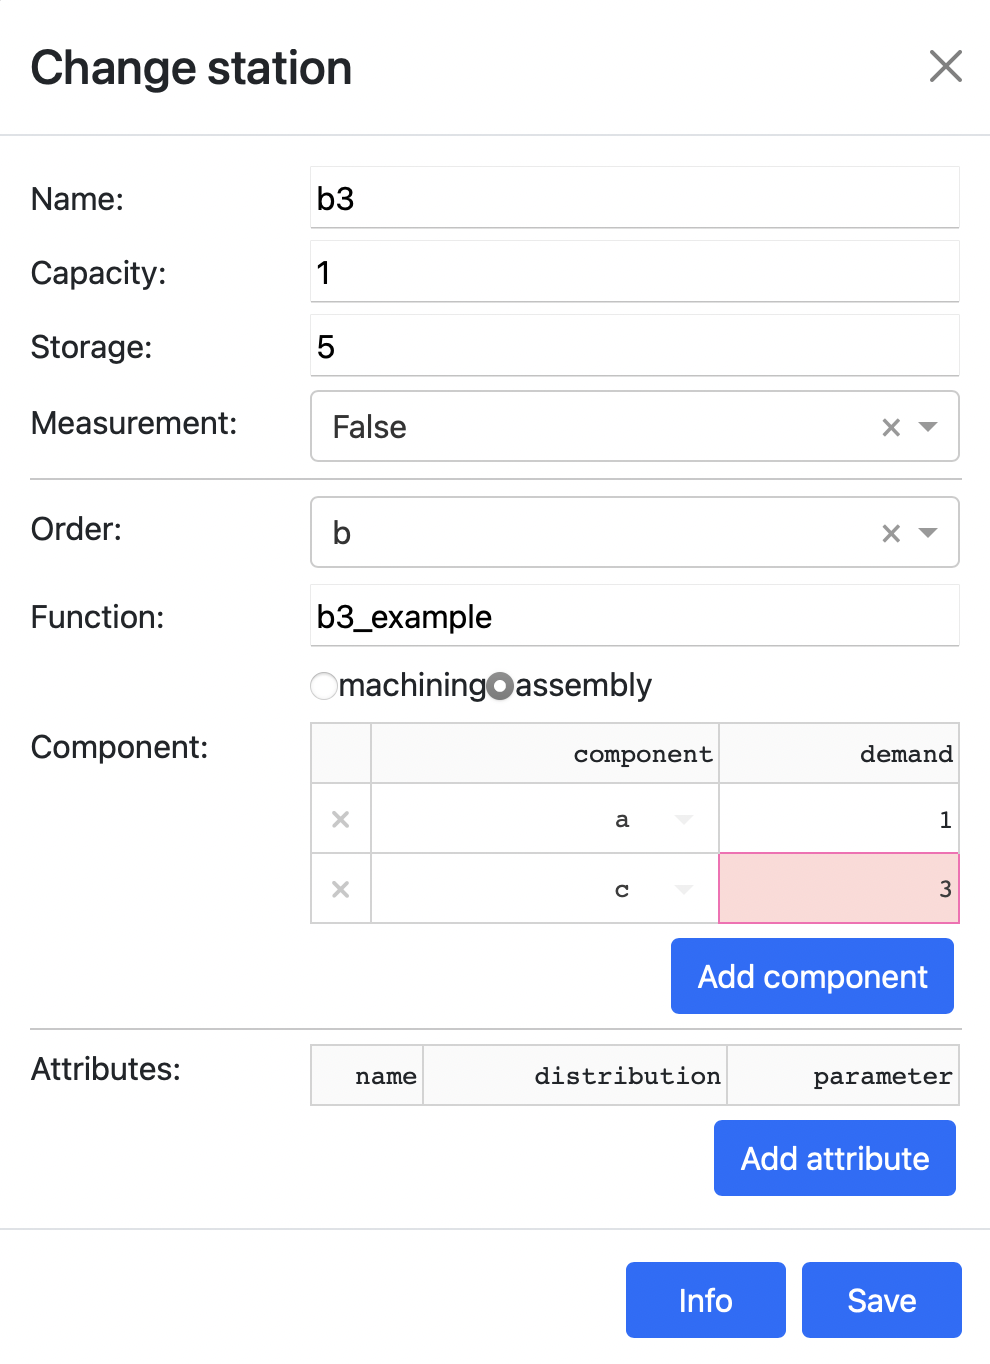 Change station
Name: b3
Capacity: 1
Storage: 5
Measurement: False
Order: b
Function: b3_example
machining assembly
Component: component demand
a 1
c 3
Add component
Attributes: name distribution parameter
Add attribute
Info Save